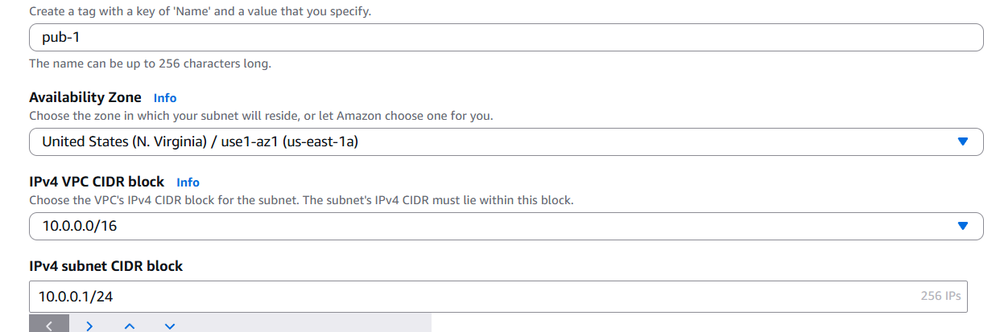 Create a tag with a key of 'Name' and a value that you specify.
pub-1
The name can be up to 256 characters long.
Availability Zone Info
Choose the zone in which your subnet will reside, or let Amazon choose one for you.
United States (N. Virginia) / use1-az1 (us-east-1a)
IPv4 VPC CIDR block Info
Choose the VPC's IPv4 CIDR block for the subnet. The subnet's IPv4 CIDR must lie within this block.
10.0.0.0/16
IPv4 subnet CIDR block
10.0.0.1/24 256 IPs